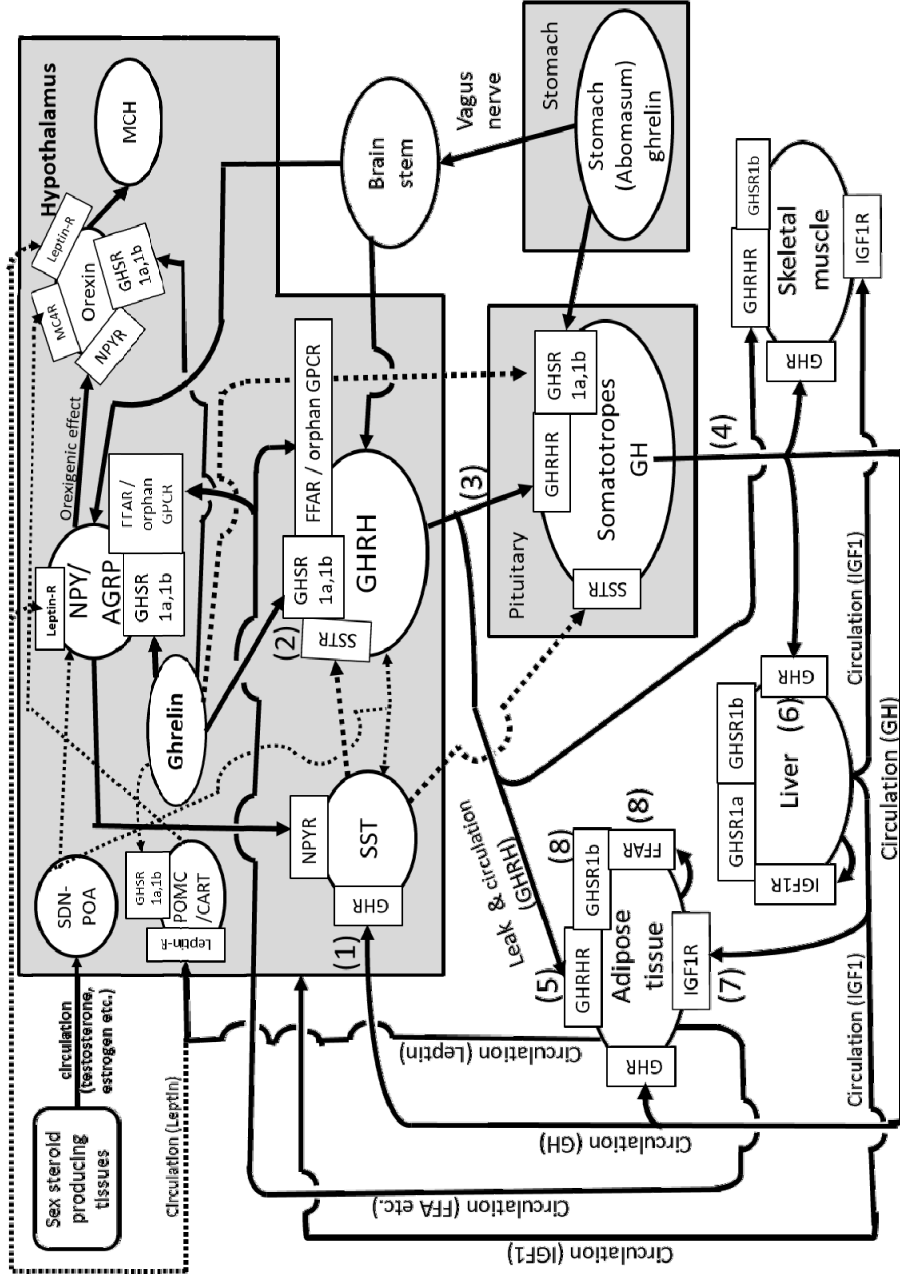 Sex steroid
producing
tissues
circulation
(testosterone,
estrogen etc.)
Circulation (Leptin)
Hypothalamus
SDN-
POA
GHSR
1a,1b
POMC
/CART
Leptin-R
Ghrelin
Leptin-R
NPY/
AGRP
GHSR
1a,1b
FFAR /
orphan
GPCR
Orexigenic effect
MC4R
Leptin-R
Orexin
NPYR
GHSR
1a,1b
MCH
(1)
GHR
NPYR
SST
(2)
SSTR
GHSR
1a,1b
FFAR / orphan GPCR
GHRH
Brain
stem
Vagus
nerve
Stomach
Stomach
(Abomasum)
ghrelin
(3)
Pituitary
SSTR
GHRHR
GHSR
1a,1b
Somatotropes
GH
(4)
Leak & circulation
(GHRH)
Circulation (Leptin)
Circulation (GH)
Circulation (FFA etc.)
Circulation (IGF1)
(5)
GHRHR
GHSR1b
(8)
FFAR
(8)
GHR
Adipose
tissue
IGF1R
(7)
GHSR1a
GHSR1b
IGF1R
Liver
(6)
GHR
GHRHR
GHSR1b
GHR
Skeletal
muscle
IGF1R
Circulation (IGF1)
Circulation (IGF1)
Circulation (GH)